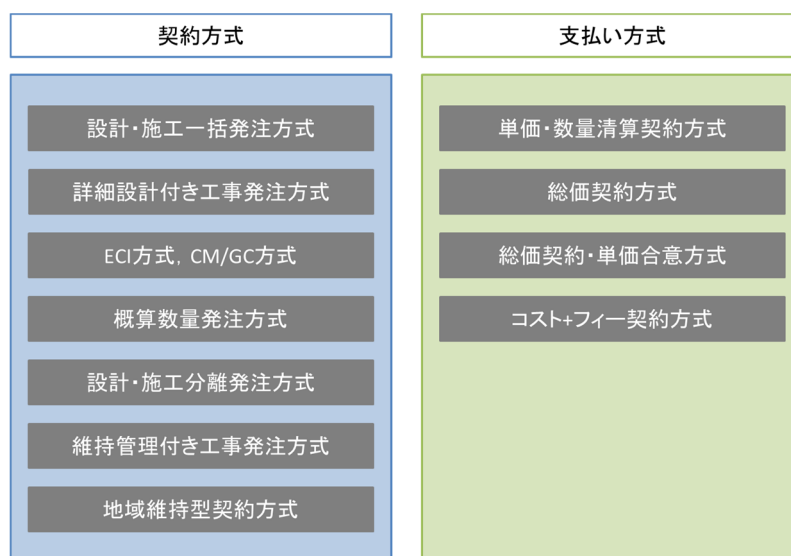 契約方式
設計・施工一括発注方式
詳細設計付き工事発注方式
ECI方式，CM/GC方式
概算数量発注方式
設計・施工分離発注方式
維持管理付き工事発注方式
地域維持型契約方式
支払い方式
単価・数量清算契約方式
総価契約方式
総価契約・単価合意方式
コスト+フィー契約方式